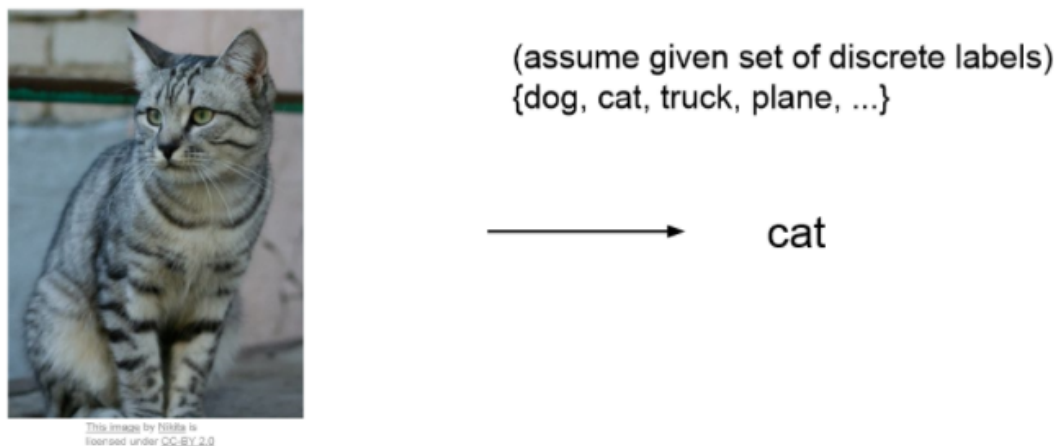 (assume given set of discrete labels)
{dog, cat, truck, plane, ...}
cat
This image by Nikita is
licensed under CC-BY 2.0